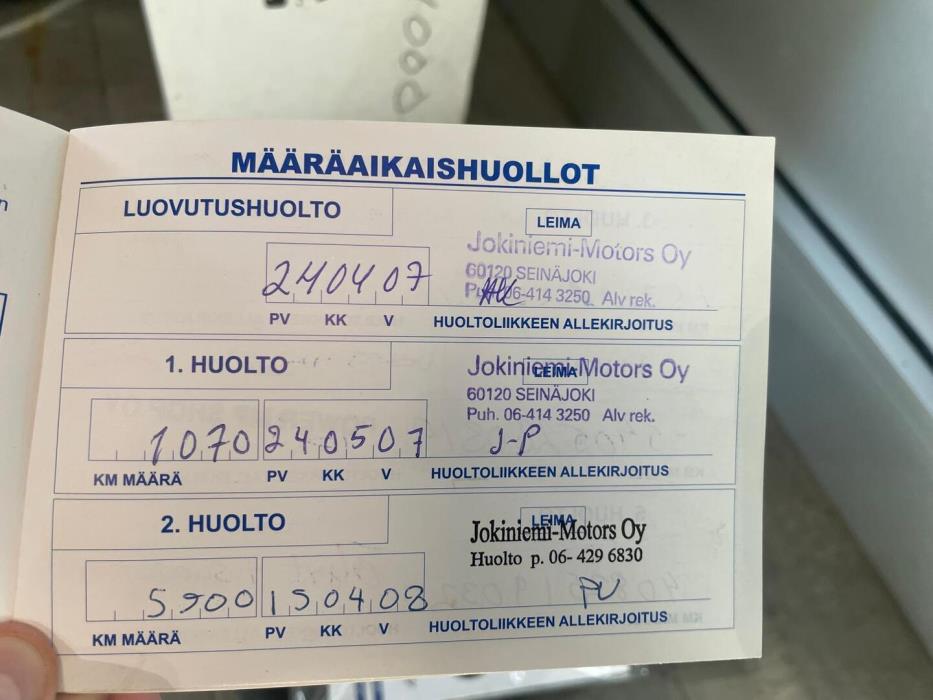 MÄÄRÄAIKAISHUOLLOT
LUOVUTUSHUOLTO
LEIMA
Jokiniemi-Motors Oy
60120 SEINÄJOKI
06-414 3250 Alv rek.
240407
PV KK V HUOLTOLIIKKEEN ALLEKIRJOITUS
1. HUOLTO
LEIMA
Jokiniemi-Motors Oy
60120 SEINÄJOKI
Puh. 06-414 3250 Alv rek.
1070 240507 J-P
KM MÄÄRÄ PV KK V HUOLTOLIIKKEEN ALLEKIRJOITUS
2. HUOLTO
LEIMA
Jokiniemi-Motors Oy
Huolto p. 06- 429 6830
150408
KM MÄÄRÄ PV KK V HUOLTOLIIKKEEN ALLEKIRJOITUS